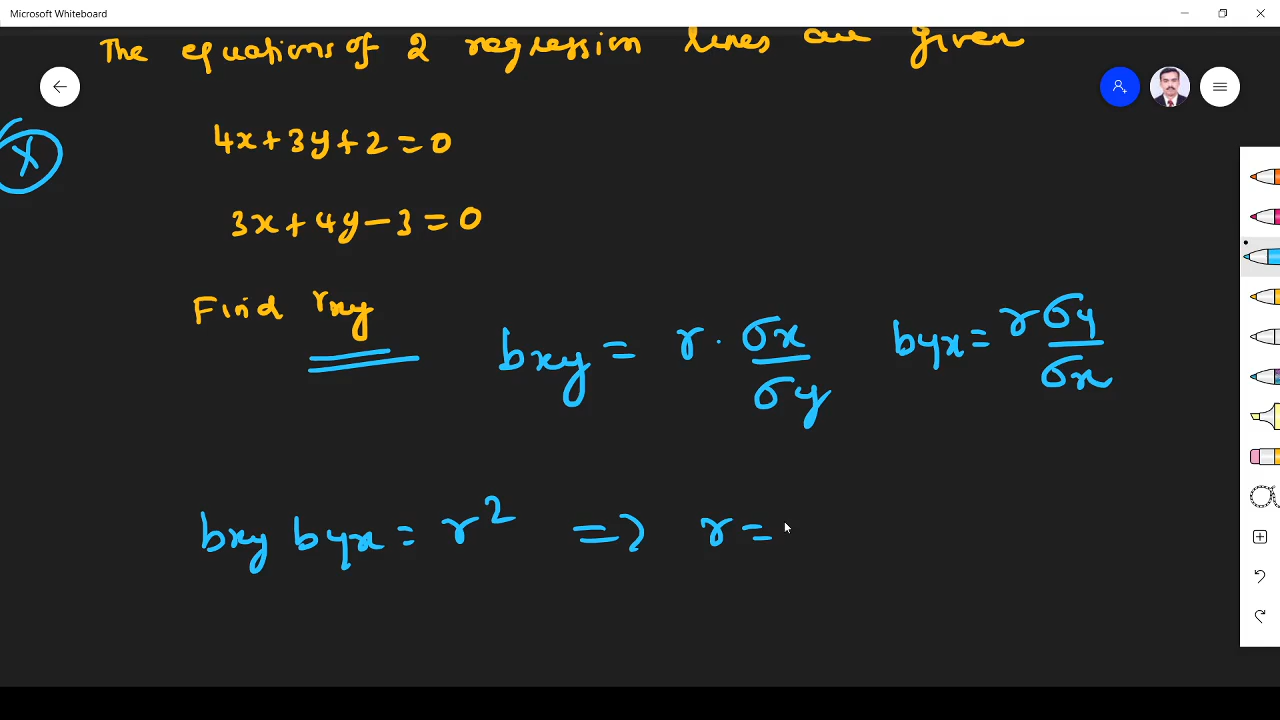 Microsoft Whiteboard
The equations of 2 regression lines are given
X
4x+3y+2=0
3x+4y-3=0
Find rxy
bxy = r · σx/σy
byx = rσy/σx
bxy byx = r² => r =